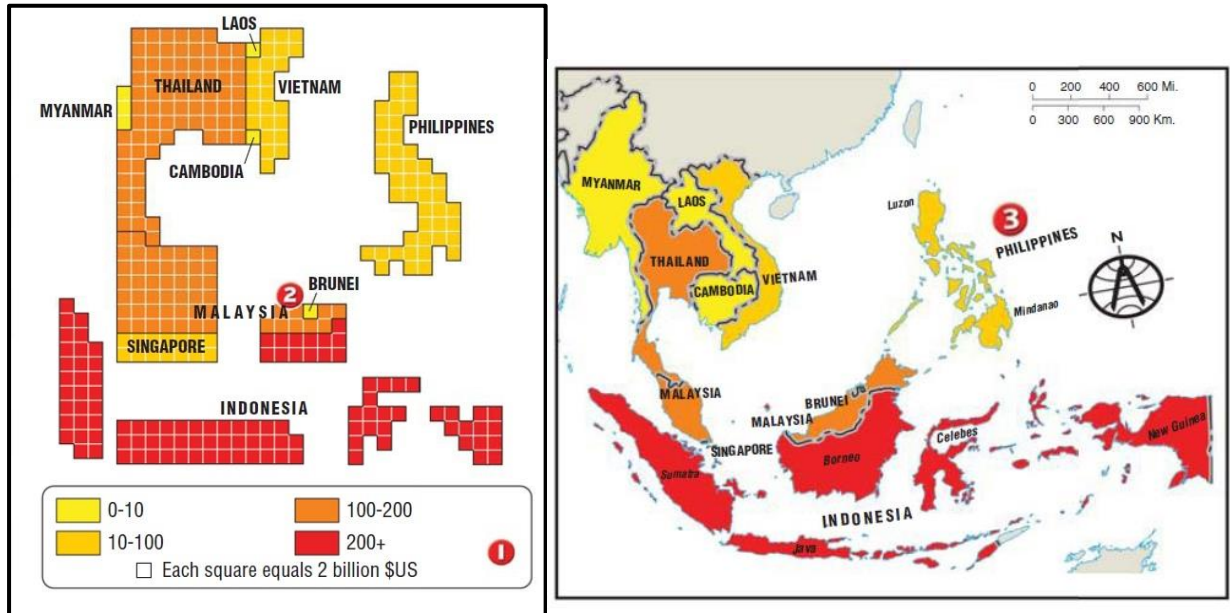 LAOS
THAILAND
VIETNAM
MYANMAR
PHILIPPINES
CAMBODIA
2
BRUNEI
MALAYSIA
SINGAPORE
INDONESIA
0-10
100-200
10-100
200+
1
Each square equals 2 billion $US
0 200 400 600 Mi.
0 300 600 900 Km.
MYANMAR
LAOS
Luzon
3
PHILIPPINES
N
THAILAND
VIETNAM
CAMBODIA
Mindanao
MALAYSIA
BRUNEI
MALAYSIA
SINGAPORE
Celebes
New Guinea
Borneo
Sumatra
INDONESIA
Java